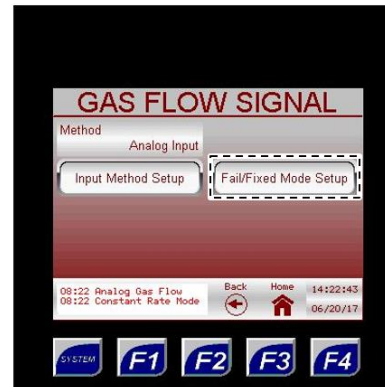 GAS FLOW SIGNAL
Method
Analog Input
Input Method Setup
Fail/Fixed Mode Setup
08:22 Analog Gas Flow
08:22 Constant Rate Mode
Back
Home
14:22:43
06/20/17
SYSTEM
F1
F2
F3
F4